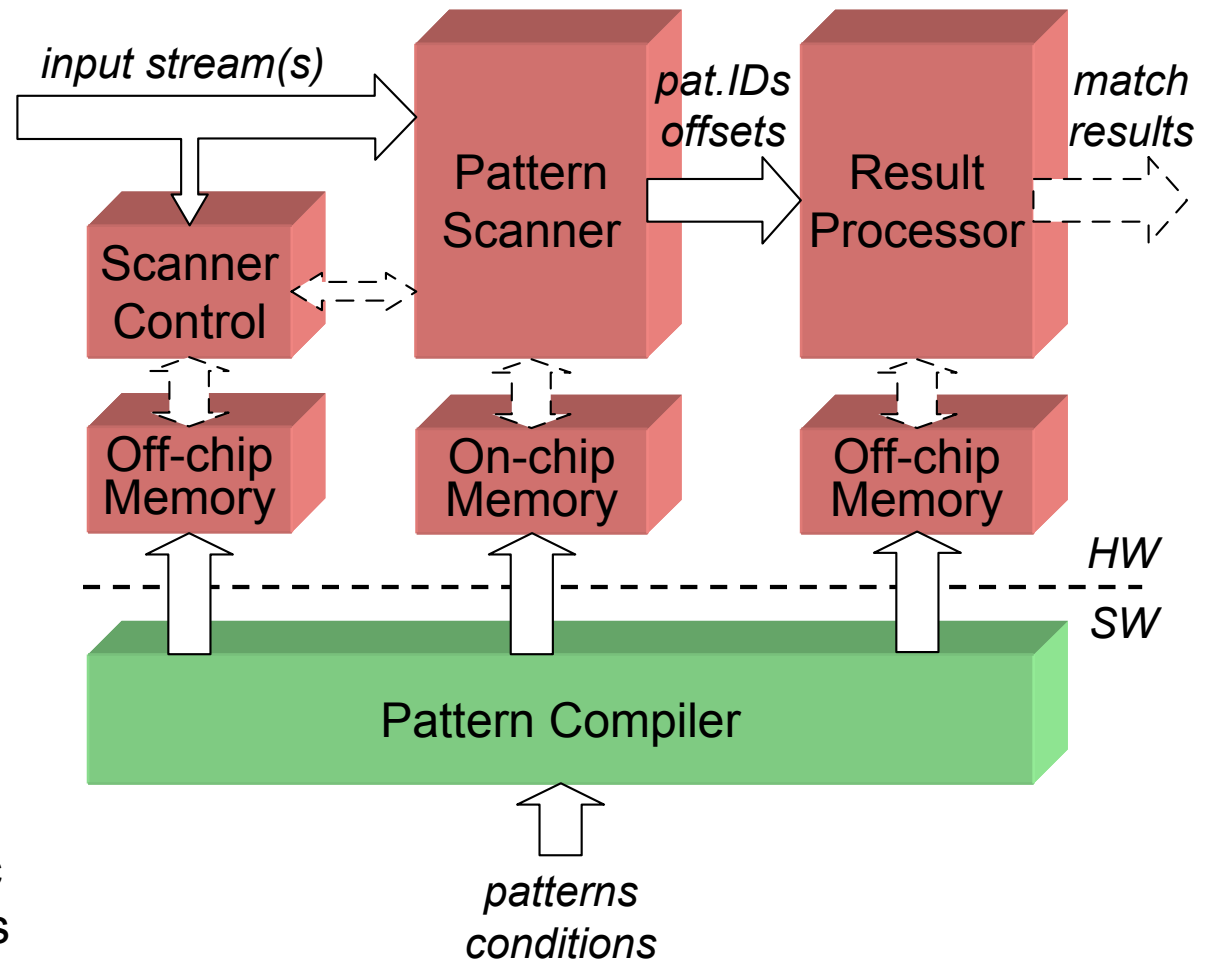 input stream(s)
pat.IDs
offsets
match
results
Pattern
Scanner
Result
Processor
Scanner
Control
Off-chip
Memory
On-chip
Memory
Off-chip
Memory
HW
SW
Pattern Compiler
patterns
conditions
s